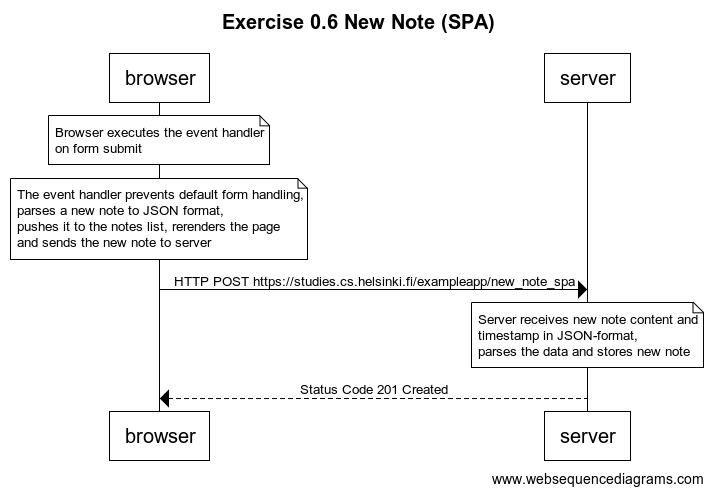 Exercise 0.6 New Note (SPA)
browser
server
Browser executes the event handler
on form submit
The event handler prevents default form handling,
parses a new note to JSON format,
pushes it to the notes list, rerenders the page
and sends the new note to server
HTTP POST https://studies.cs.helsinki.fi/exampleapp/new_note_spa
Server receives new note content and
timestamp in JSON-format,
parses the data and stores new note
Status Code 201 Created
browser
server
www.websequencediagrams.com